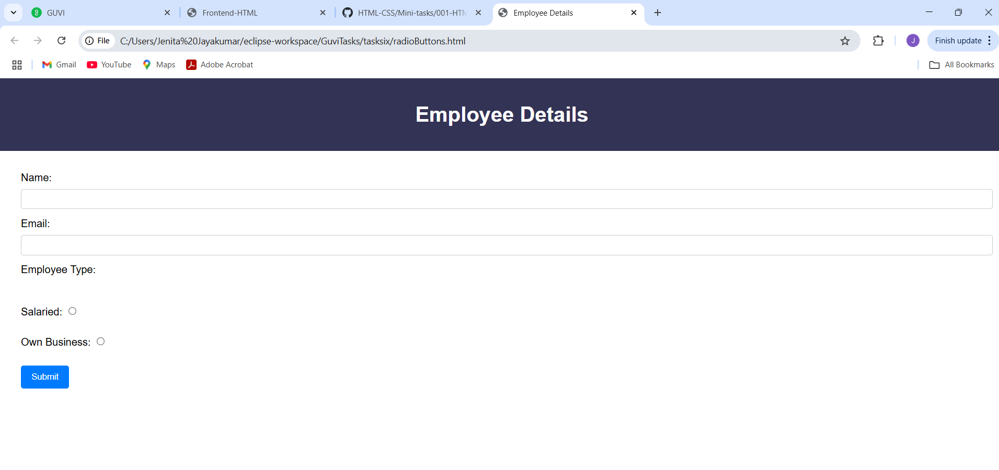 GUVI
Frontend-HTML
HTML-CSS/Mini-tasks/001-HTM
Employee Details
File
C:/Users/Jenita%20Jayakumar/eclipse-workspace/GuviTasks/tasksix/radioButtons.html
J
Finish update
Gmail
YouTube
Maps
Adobe Acrobat
All Bookmarks
Employee Details
Name:
Email:
Employee Type:
Salaried:
Own Business:
Submit